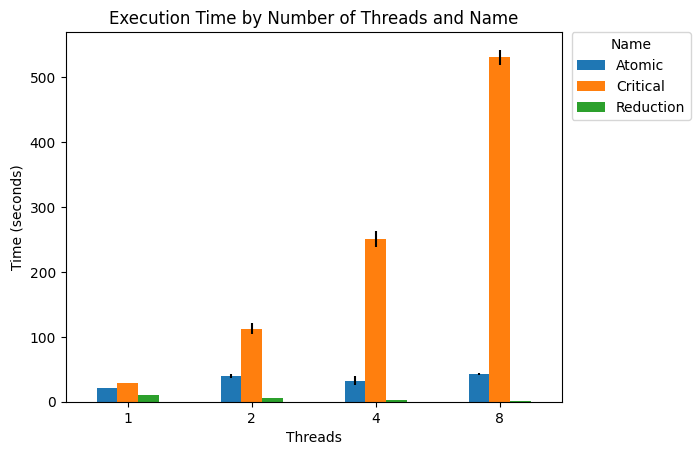 Execution Time by Number of Threads and Name
Name
Atomic
Critical
Reduction
Time (seconds)
500
400
300
200
100
0
1
2
4
8
Threads